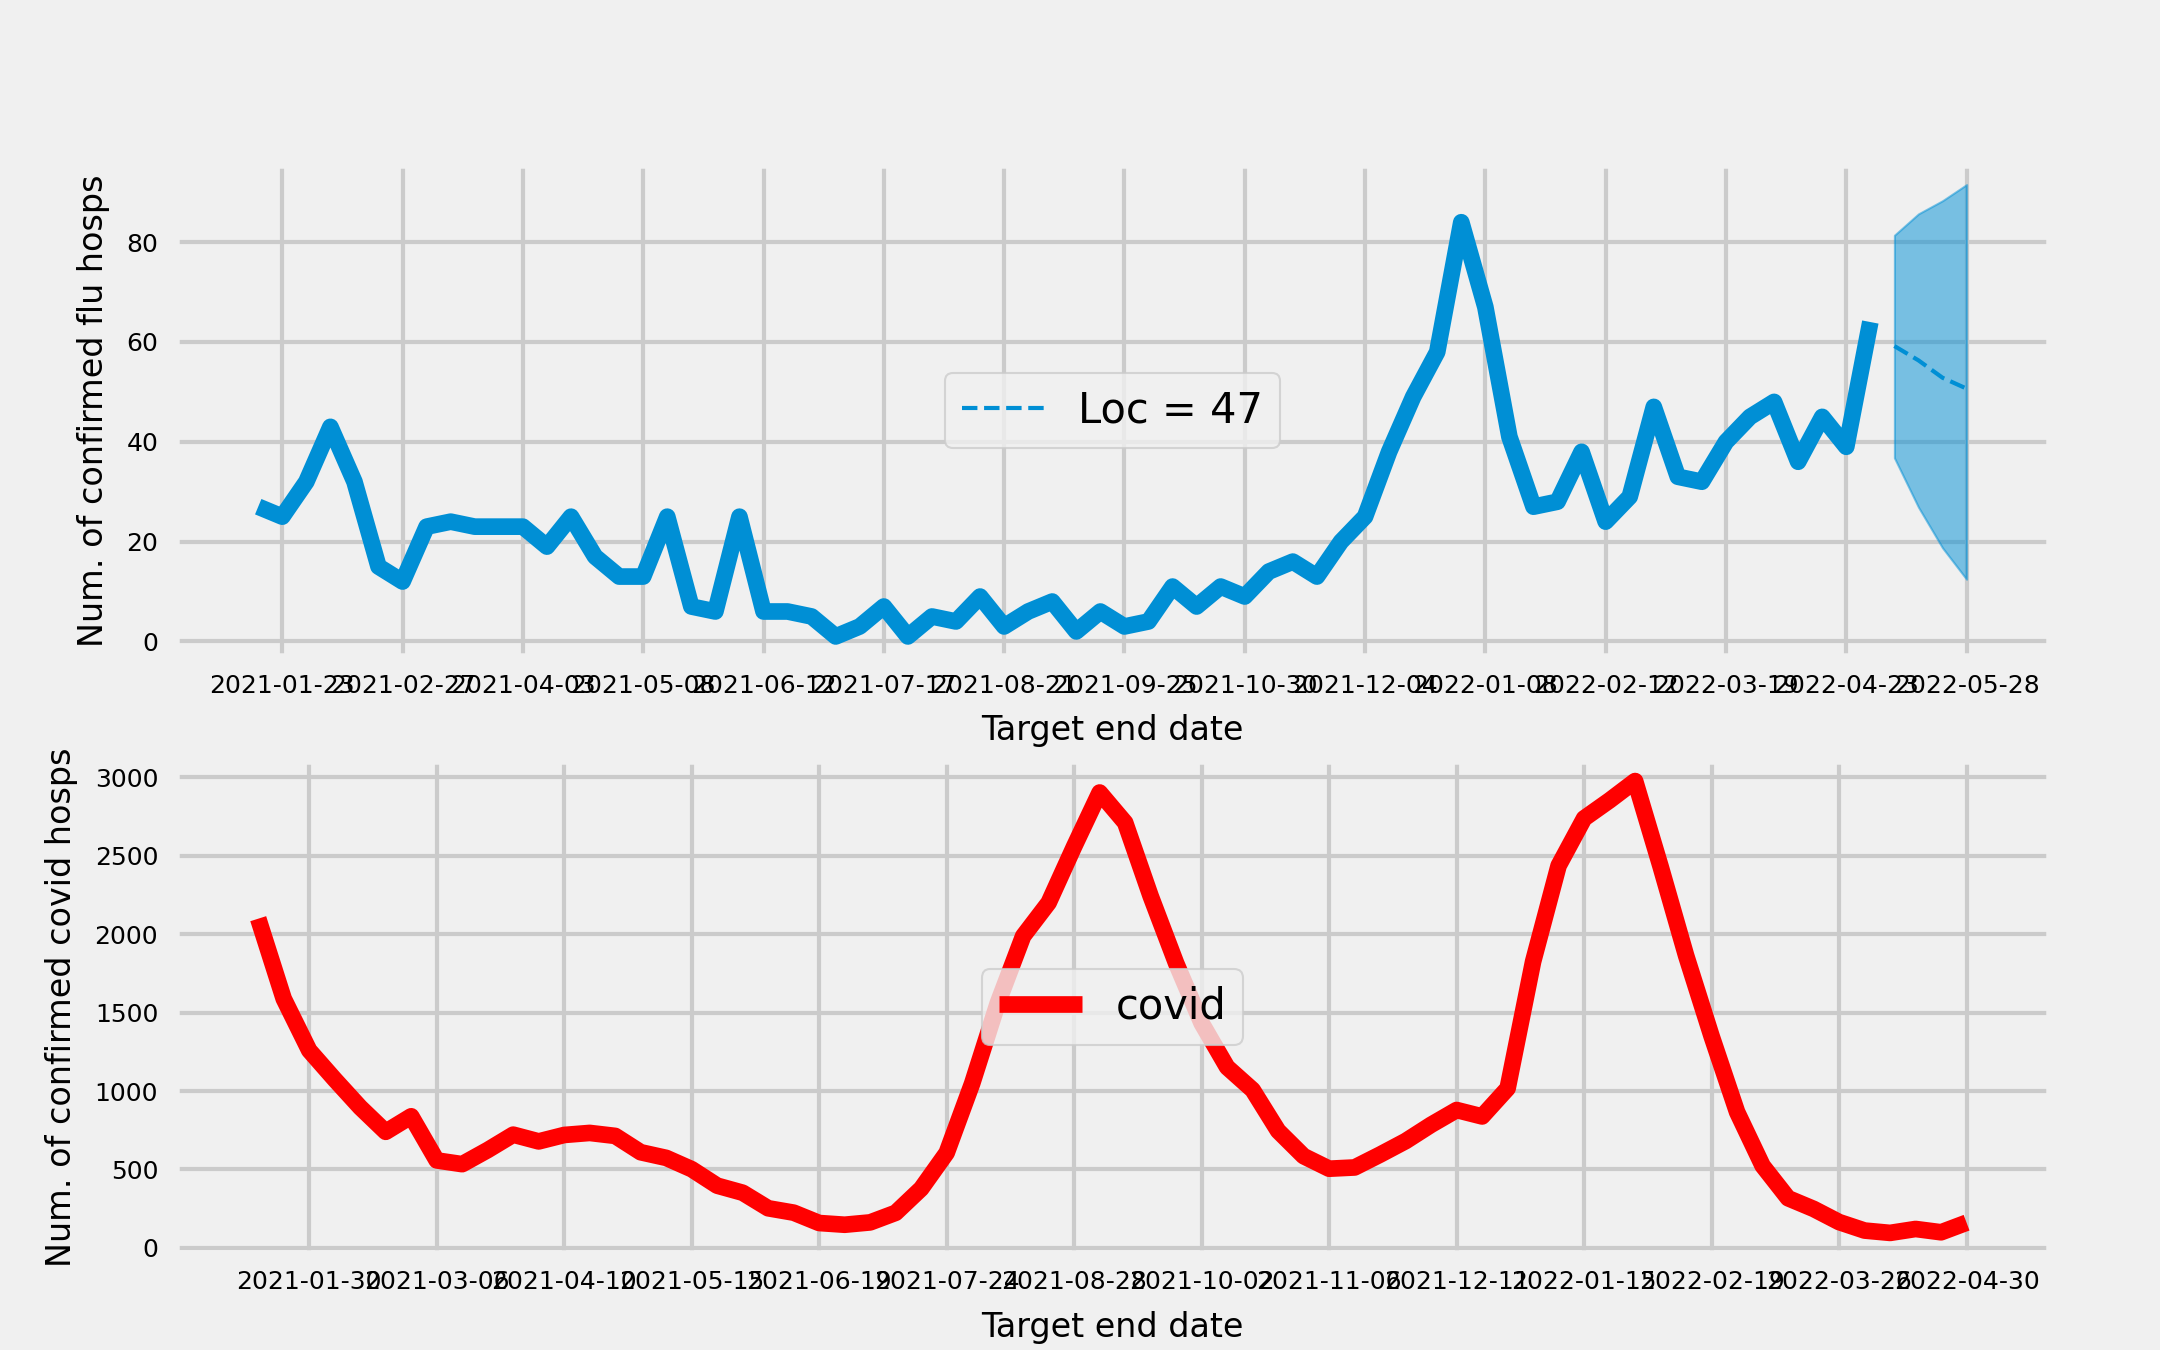 Num. of confirmed flu hosps
80
60
40
20
0
Loc = 47
2021-01-23 2021-02-27 2021-04-03 2021-05-08 2021-06-12 2021-07-17 2021-08-21 2021-09-25 2021-10-30 2021-12-04 2022-01-08 2022-02-12 2022-03-19 2022-04-23 2022-05-28
Target end date
Num. of confirmed covid hosps
3000
2500
2000
1500
1000
500
0
covid
2021-01-30 2021-03-06 2021-04-10 2021-05-15 2021-06-19 2021-07-24 2021-08-28 2021-10-02 2021-11-06 2021-12-11 2022-01-15 2022-02-19 2022-03-26 2022-04-30
Target end date